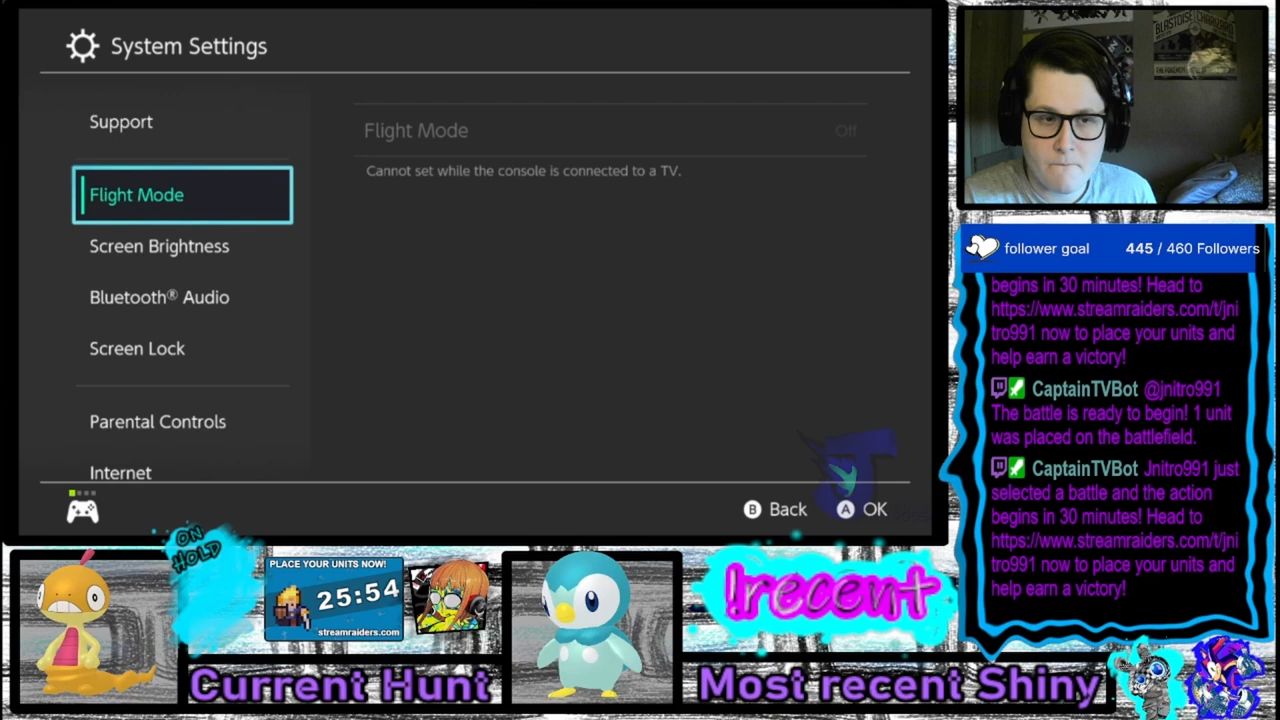 System Settings
Support
Flight Mode
Screen Brightness
Bluetooth® Audio
Screen Lock
Parental Controls
Internet
Flight Mode Off
Cannot set while the console is connected to a TV.
B Back A OK
BLASTOISE
follower goal 445 / 460 Followers
begins in 30 minutes! Head to
https://www.streamraiders.com/t/jni
tro991 now to place your units and
help earn a victory!
CaptainTVBot @jnitro991
The battle is ready to begin! 1 unit
was placed on the battlefield.
CaptainTVBot Jnitro991 just
selected a battle and the action
begins in 30 minutes! Head to
https://www.streamraiders.com/t/jni
tro991 now to place your units and
help earn a victory!
ON
HOLD
PLACE YOUR UNITS NOW!
25:54
streamraiders.com
Current Hunt
!recent
Most recent Shiny